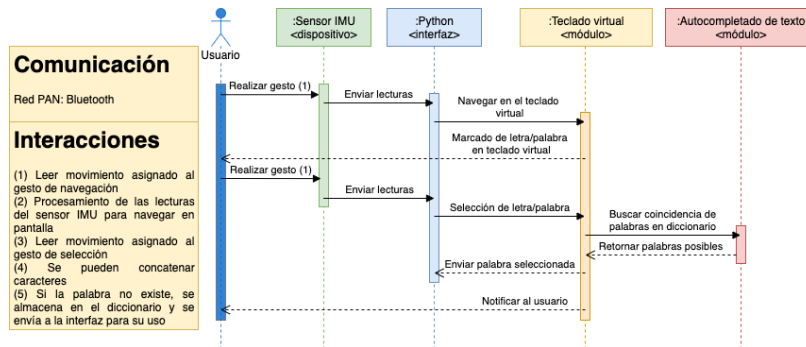 Usuario
:Sensor IMU
<dispositivo>
:Python
<interfaz>
:Teclado virtual
<módulo>
:Autocompletado de texto
<módulo>
Comunicación
Red PAN: Bluetooth
Interacciones
(1) Leer movimiento asignado al
gesto de navegación
(2) Procesamiento de las lecturas
del sensor IMU para navegar en
pantalla
(3) Leer movimiento asignado al
gesto de selección
(4) Se pueden concatenar
caracteres
(5) Si la palabra no existe, se
almacena en el diccionario y se
envía a la interfaz para su uso
Realizar gesto (1)
Enviar lecturas
Navegar en el teclado
virtual
Marcado de letra/palabra
en teclado virtual
Realizar gesto (1)
Enviar lecturas
Selección de letra/palabra
Buscar coincidencia de
palabras en diccionario
Retornar palabras posibles
Enviar palabra seleccionada
Notificar al usuario